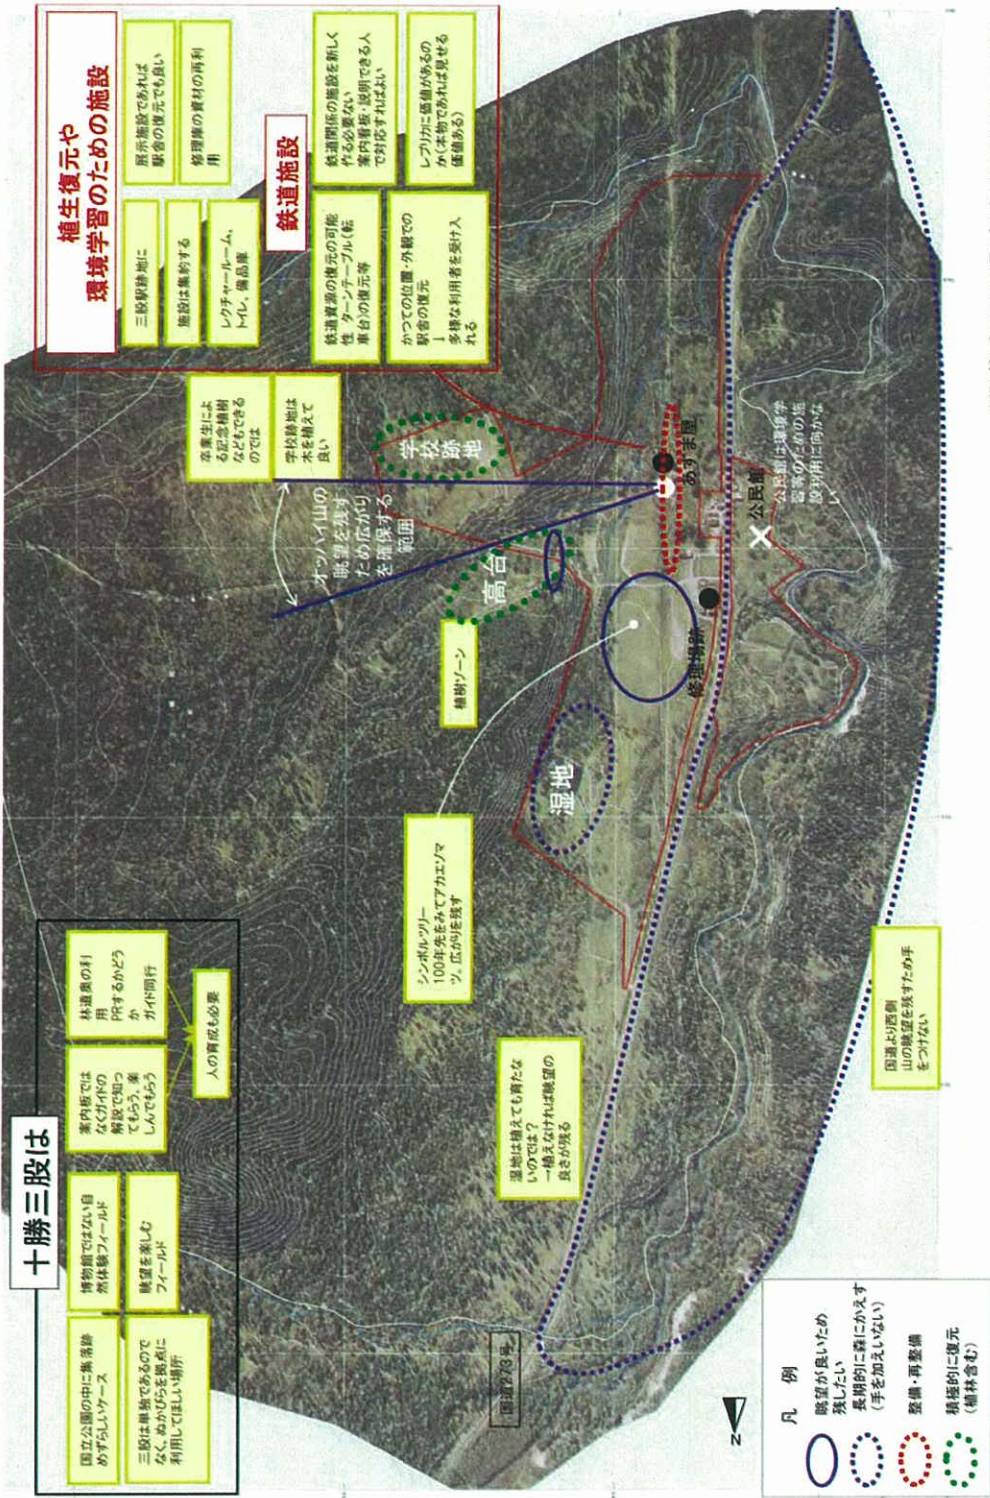 十勝三股は
国立公園の中に集落跡
めずらしいケース
三股は単独であるので
なく、ぬかびらを拠点に
利用してほしい場所
博物館ではない自
然体験フィールド
眺望を楽しむ
フィールド
案内板では
なくガイドの
解説で知っ
てもらう、楽
しんでもらう
林道奥の利
用
PRするかどう
か
ガイド同行
人の育成も必要
植生復元や
環境学習のための施設
三股駅跡地に
施設は集約する
レクチャールーム、
トイレ、備品庫
展示施設であれば
駅舎の復元でも良い
修理庫の資材の再利
用
鉄道施設
鉄道資源の復元の可能
性 ターンテーブル(転
車台)の復元等
かつての位置・外観での
駅舎の復元
↓
多様な利用者を受け入
れる
鉄道関係の施設を新しく
作る必要ない
案内看板・説明できる人
で対応すればよい
レプリカに価値があるの
か(本物であれば見せる
価値ある)
卒業生によ
る記念植樹
などもできる
のでは
学校跡地は
木を植えて
良い
学校
跡地
オッパイ山の
眺望を残す
ため広がり
を確保する
範囲
高台
植樹ゾーン
シンボルツリー
100年先をみてアカエゾマ
ツ。広がりを残す
湿地
湿地は植えても育たな
いのでは?
→植えなければ眺望の
良さが残る
あずま屋
修理場跡
公民館
公民館は環境学
習等のための施
設利用に向かな
い
国道より西側
山の眺望を残すため手
をつけない
国道273号
N
凡 例
眺望が良いため
残したい
長期的に森にかえす
(手を加えいない)
整備・再整備
積極的に復元
(植林含む)